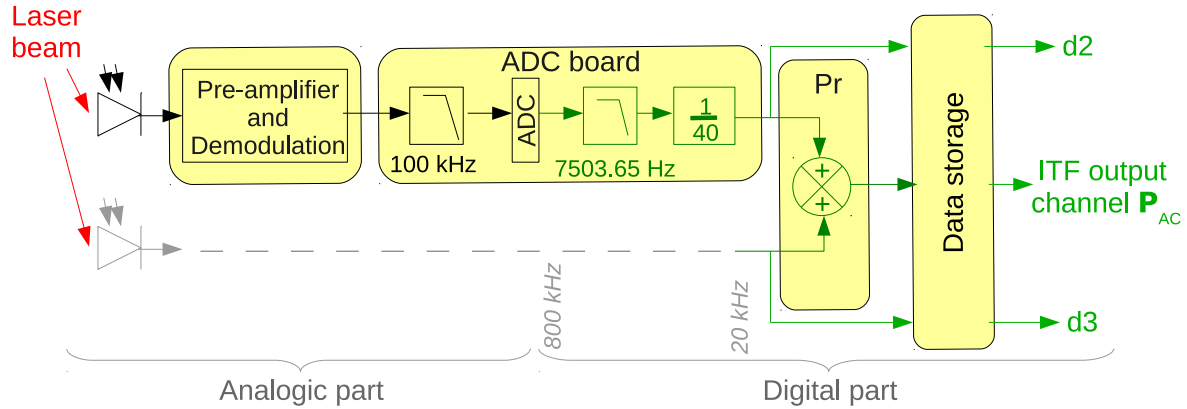 Laser
beam
Pre-amplifier
and
Demodulation
ADC board
100 kHz
ADC
7503.65 Hz
1
40
Pr
+
+
Data storage
d2
ITF output
channel P_AC
d3
800 kHz
20 kHz
Analogic part
Digital part